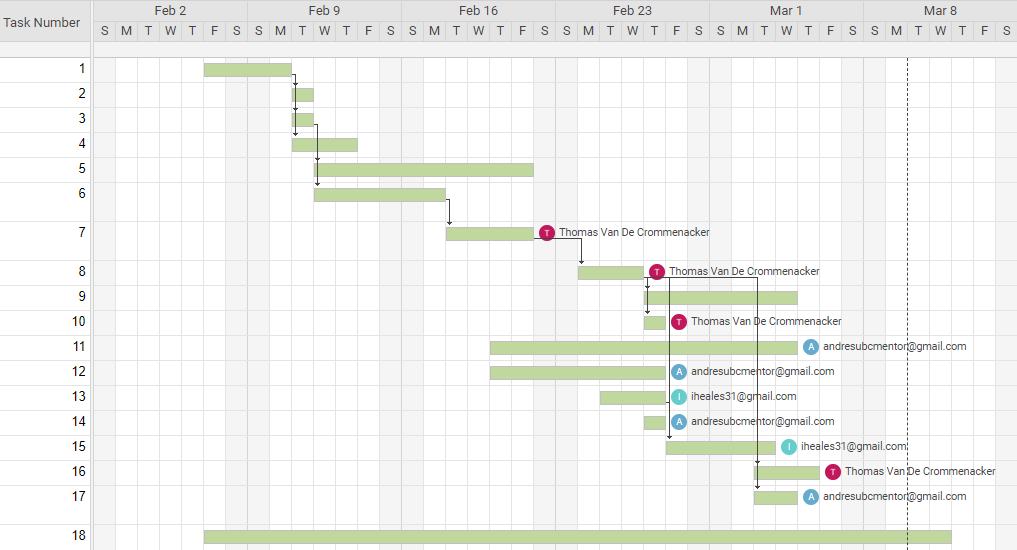 Task Number
Feb 2 Feb 9 Feb 16 Feb 23 Mar 1 Mar 8
S M T W T F S S M T W T F S S M T W T F S S M T W T F S S M T W T F S S M T W T F S
1
2
3
4
5
6
7 T Thomas Van De Crommenacker
8 T Thomas Van De Crommenacker
9
10 T Thomas Van De Crommenacker
11 A andresubcmentor@gmail.com
12 A andresubcmentor@gmail.com
13 I iheales31@gmail.com
14 A andresubcmentor@gmail.com
15 I iheales31@gmail.com
16 T Thomas Van De Crommenacker
17 A andresubcmentor@gmail.com
18